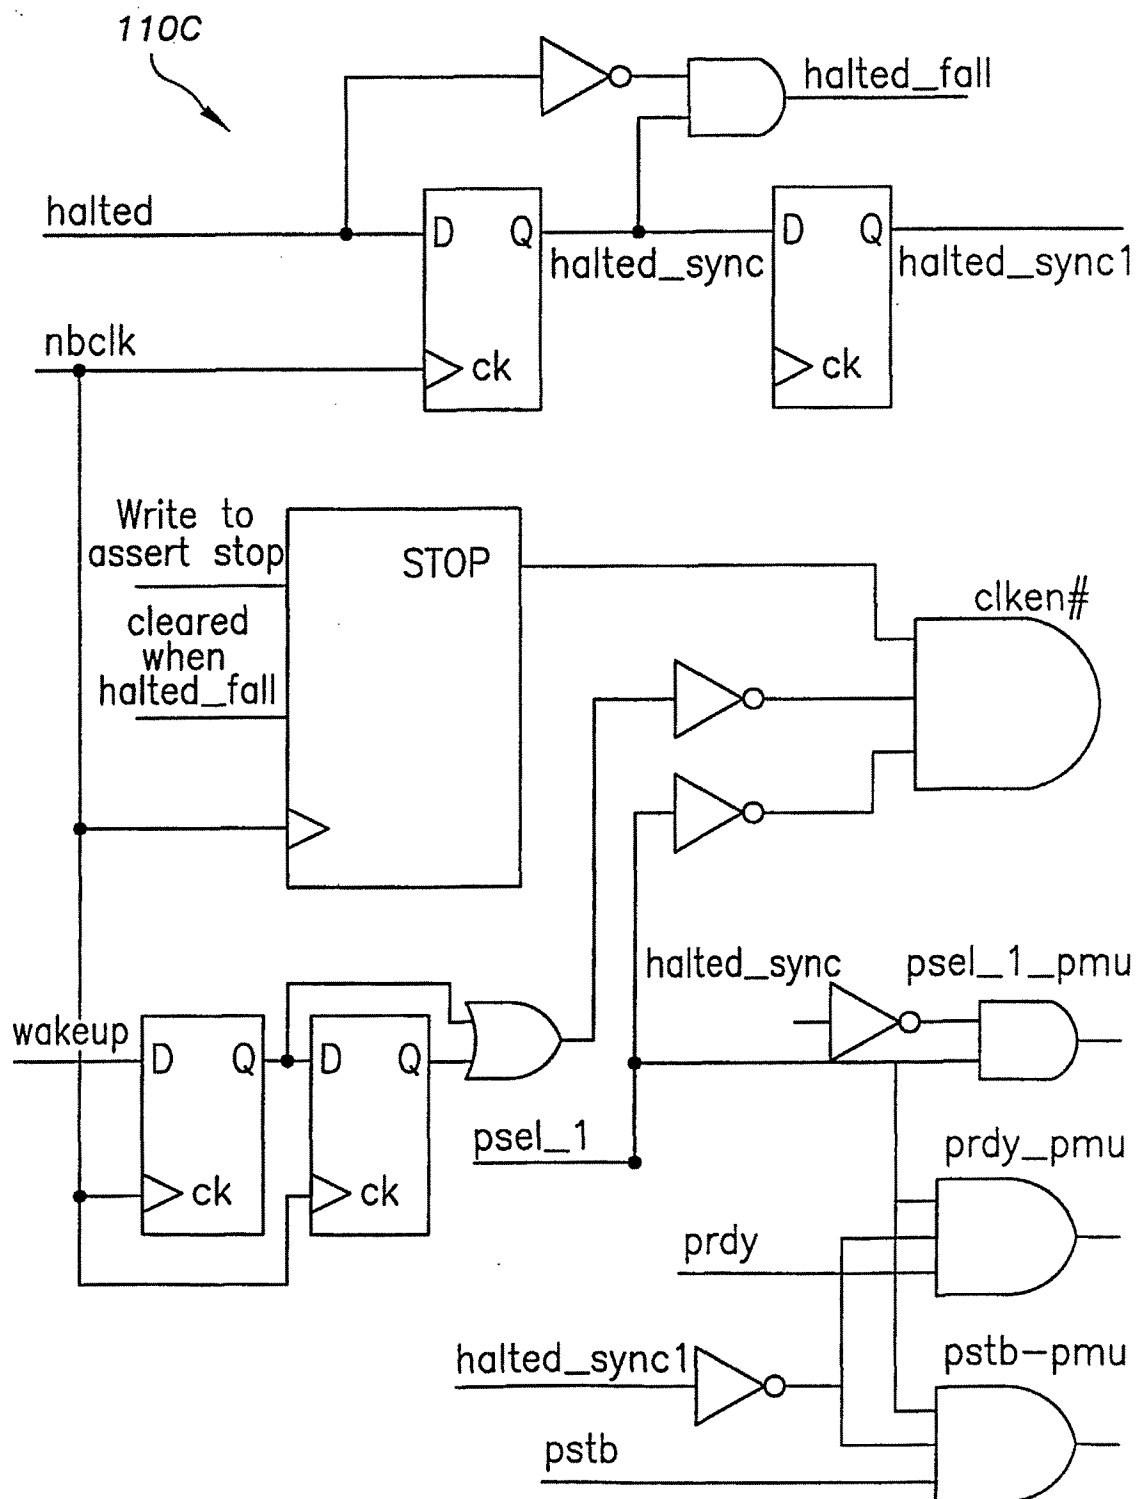 110C
halted_fall
halted
D Q
halted_sync
D Q
halted_sync1
nbclk
ck
ck
Write to
assert stop
STOP
cleared
when
halted_fall
clken#
halted_sync
psel_1_pmu
wakeup
D Q
D Q
ck
ck
psel_1
prdy_pmu
prdy
halted_sync1
pstb-pmu
pstb